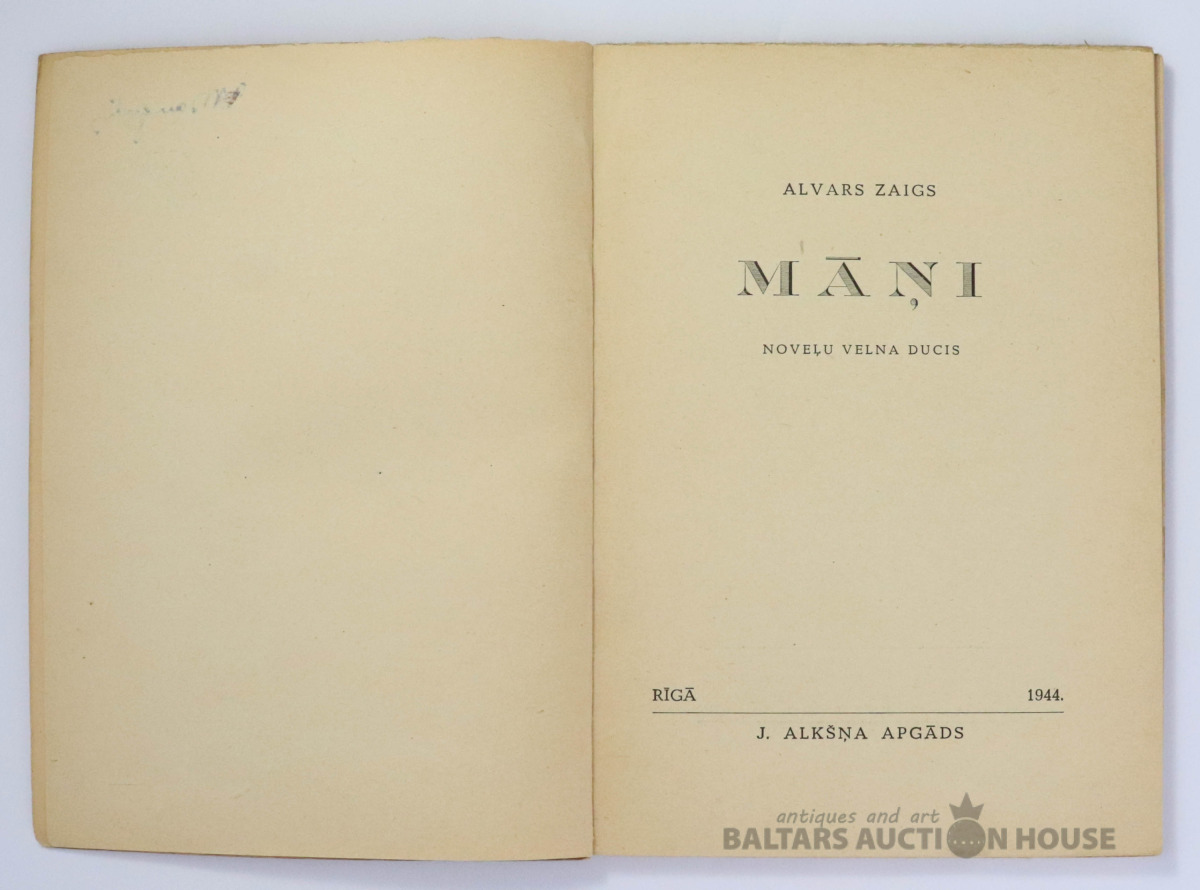 ALVARS ZAIGS
MĀŅI
NOVEĻU VELNA DUCIS
RĪGĀ 1944.
J. ALKŠŅA APGĀDS
antiques and art
BALTARS AUCTION HOUSE